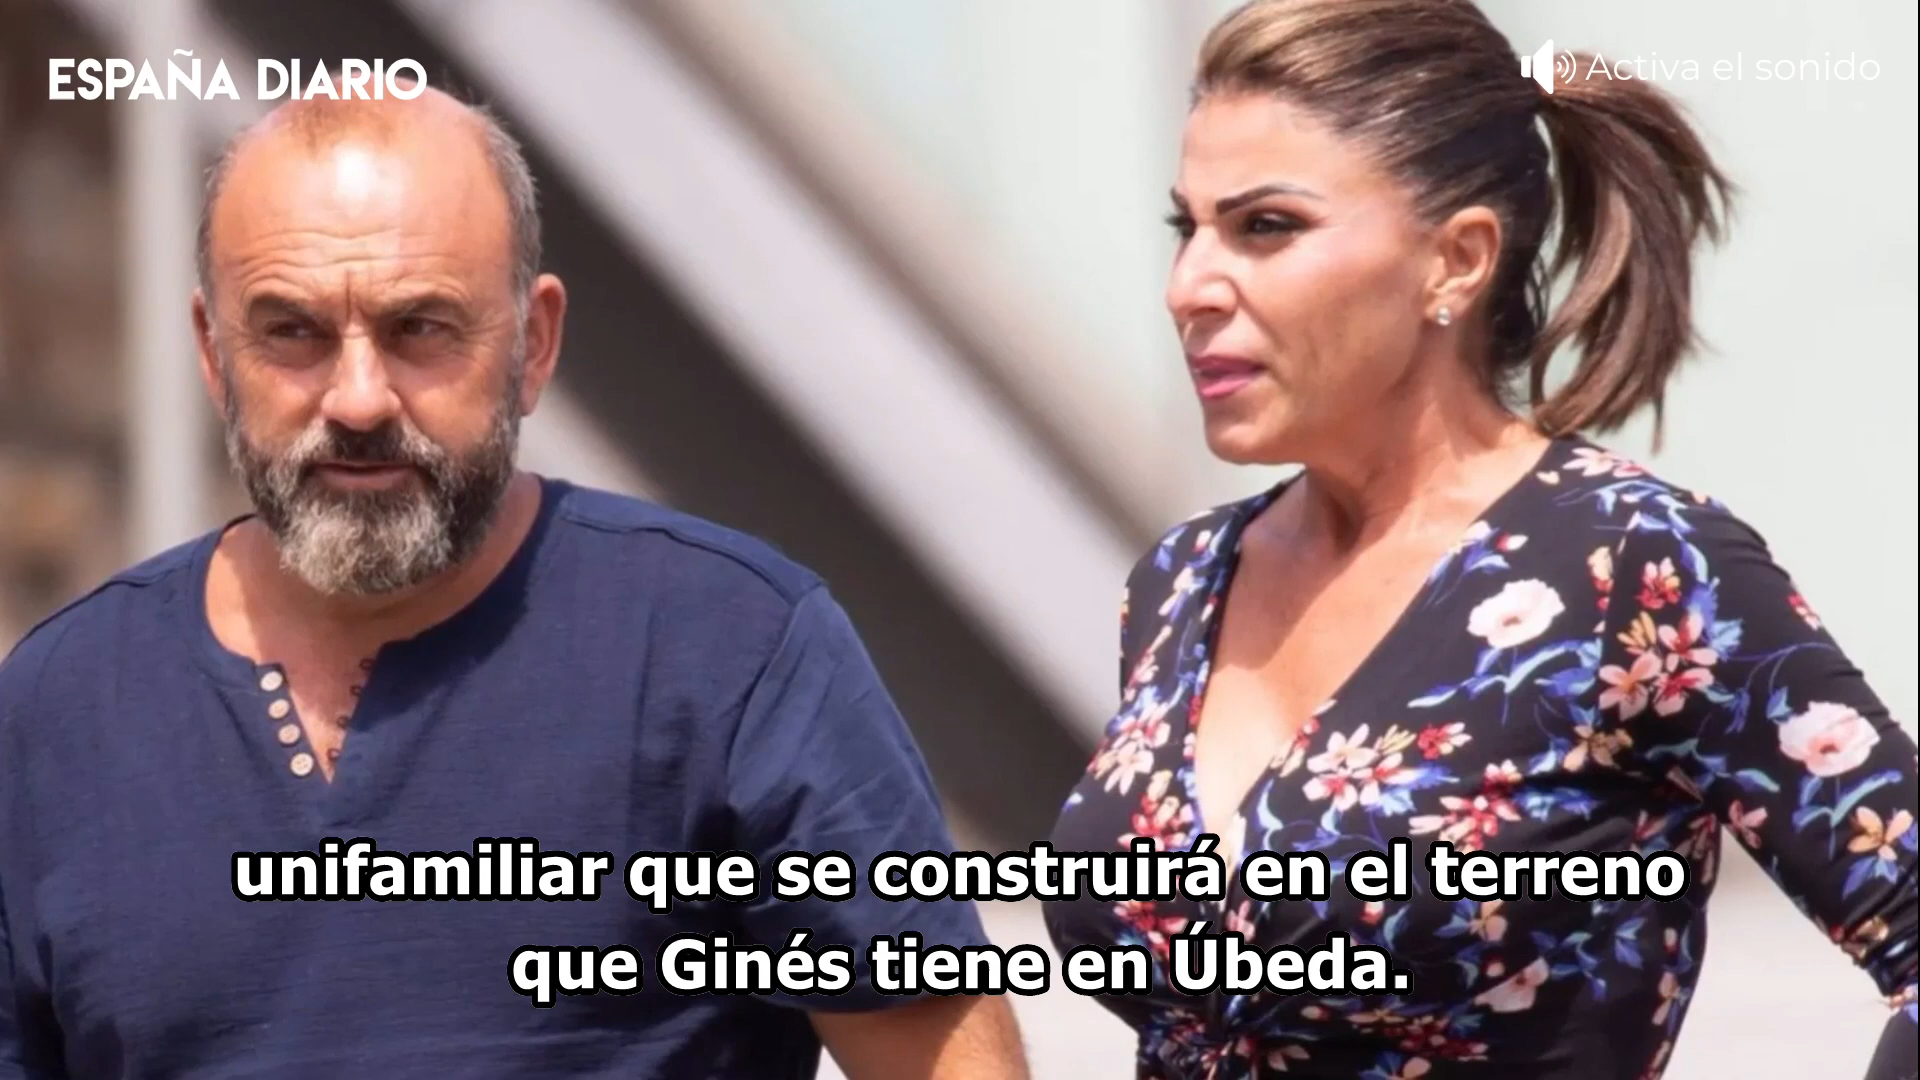 ESPAÑA DIARIO
Activa el sonido
unifamiliar que se construirá en el terreno
que Ginés tiene en Úbeda.